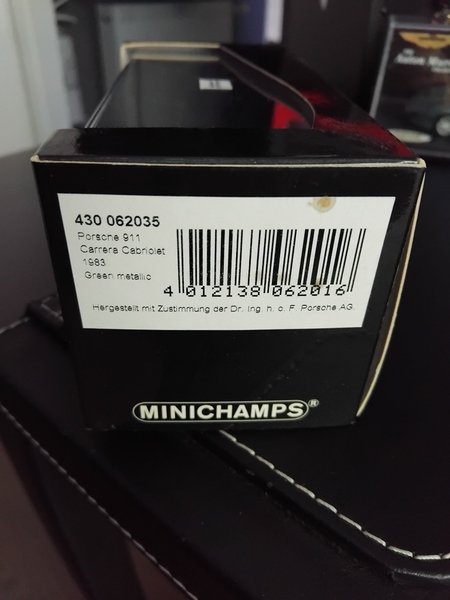 430 062035
Porsche 911
Carrera Cabriolet
1983
Green metallic
4 012138 062016
Hergestellt mit Zustimmung der Dr. Ing. h. c. F. Porsche AG.
MINICHAMPS®
Aston